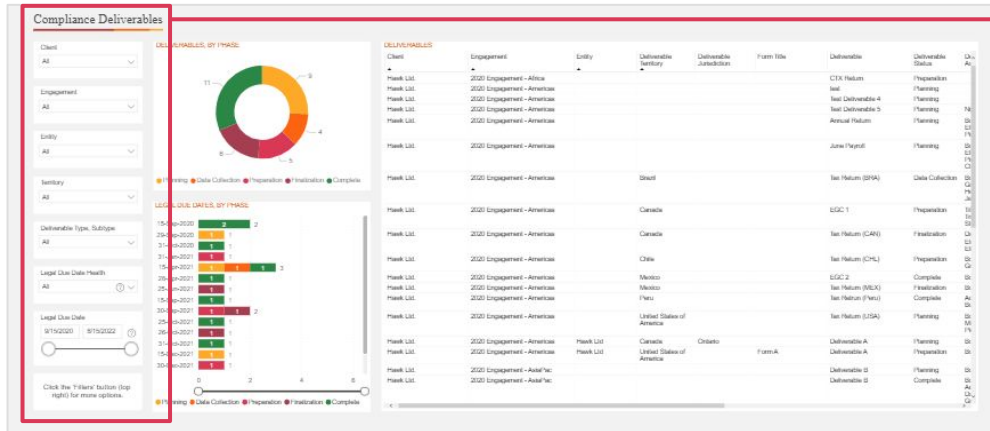 Compliance Deliverables
Client
All
Engagement
All
Entity
All
Territory
All
Deliverable Type, Subtype
All
Legal Due Date Health
All
Legal Due Date
9/15/2020 8/15/2022
Click the 'Filters' button (top
right) for more options.
DELIVERABLES, BY PHASE
11
9
4
5
6
Planning Data Collection Preparation Finalization Complete
LEGAL DUE DATES, BY PHASE
2 2
1 1
1 1
1 1
1 1 1 3
1 1
1 1
1 1
1 1 2
1 1
1 1
1 1
1 1
1 1
0 2 4 6
Planning Data Collection Preparation Finalization Complete
DELIVERABLES
Client Engagement Entity Deliverable Territory Deliverable Jurisdiction Form Title Deliverable Deliverable Status
Hawk Ltd. 2020 Engagement - Africa CTX Return Preparation
Hawk Ltd. 2020 Engagement - Americas test Planning
Hawk Ltd. 2020 Engagement - Americas Test Deliverable 4 Planning
Hawk Ltd. 2020 Engagement - Americas Test Deliverable 5 Planning
Hawk Ltd. 2020 Engagement - Americas Annual Return Planning
Hawk Ltd. 2020 Engagement - Americas June Payroll Planning
Hawk Ltd. 2020 Engagement - Americas Brazil Tax Return (BRA) Data Collection
Hawk Ltd. 2020 Engagement - Americas Canada EGC 1 Preparation
Hawk Ltd. 2020 Engagement - Americas Canada Tax Return (CAN) Finalization
Hawk Ltd. 2020 Engagement - Americas Chile Tax Return (CHL) Preparation
Hawk Ltd. 2020 Engagement - Americas Mexico EGC 2 Complete
Hawk Ltd. 2020 Engagement - Americas Mexico Tax Return (MEX) Finalization
Hawk Ltd. 2020 Engagement - Americas Peru Tax Retrun (Peru) Complete
Hawk Ltd. 2020 Engagement - Americas United States of America Tax Return (USA) Planning
Hawk Ltd. 2020 Engagement - Americas Hawk Ltd Canada Ontario Deliverable A Planning
Hawk Ltd. 2020 Engagement - Americas Hawk Ltd United States of America Form A Deliverable A Preparation
Hawk Ltd. 2020 Engagement - AsiaPac Deliverable B Planning
Hawk Ltd. 2020 Engagement - AsiaPac Deliverable B Complete